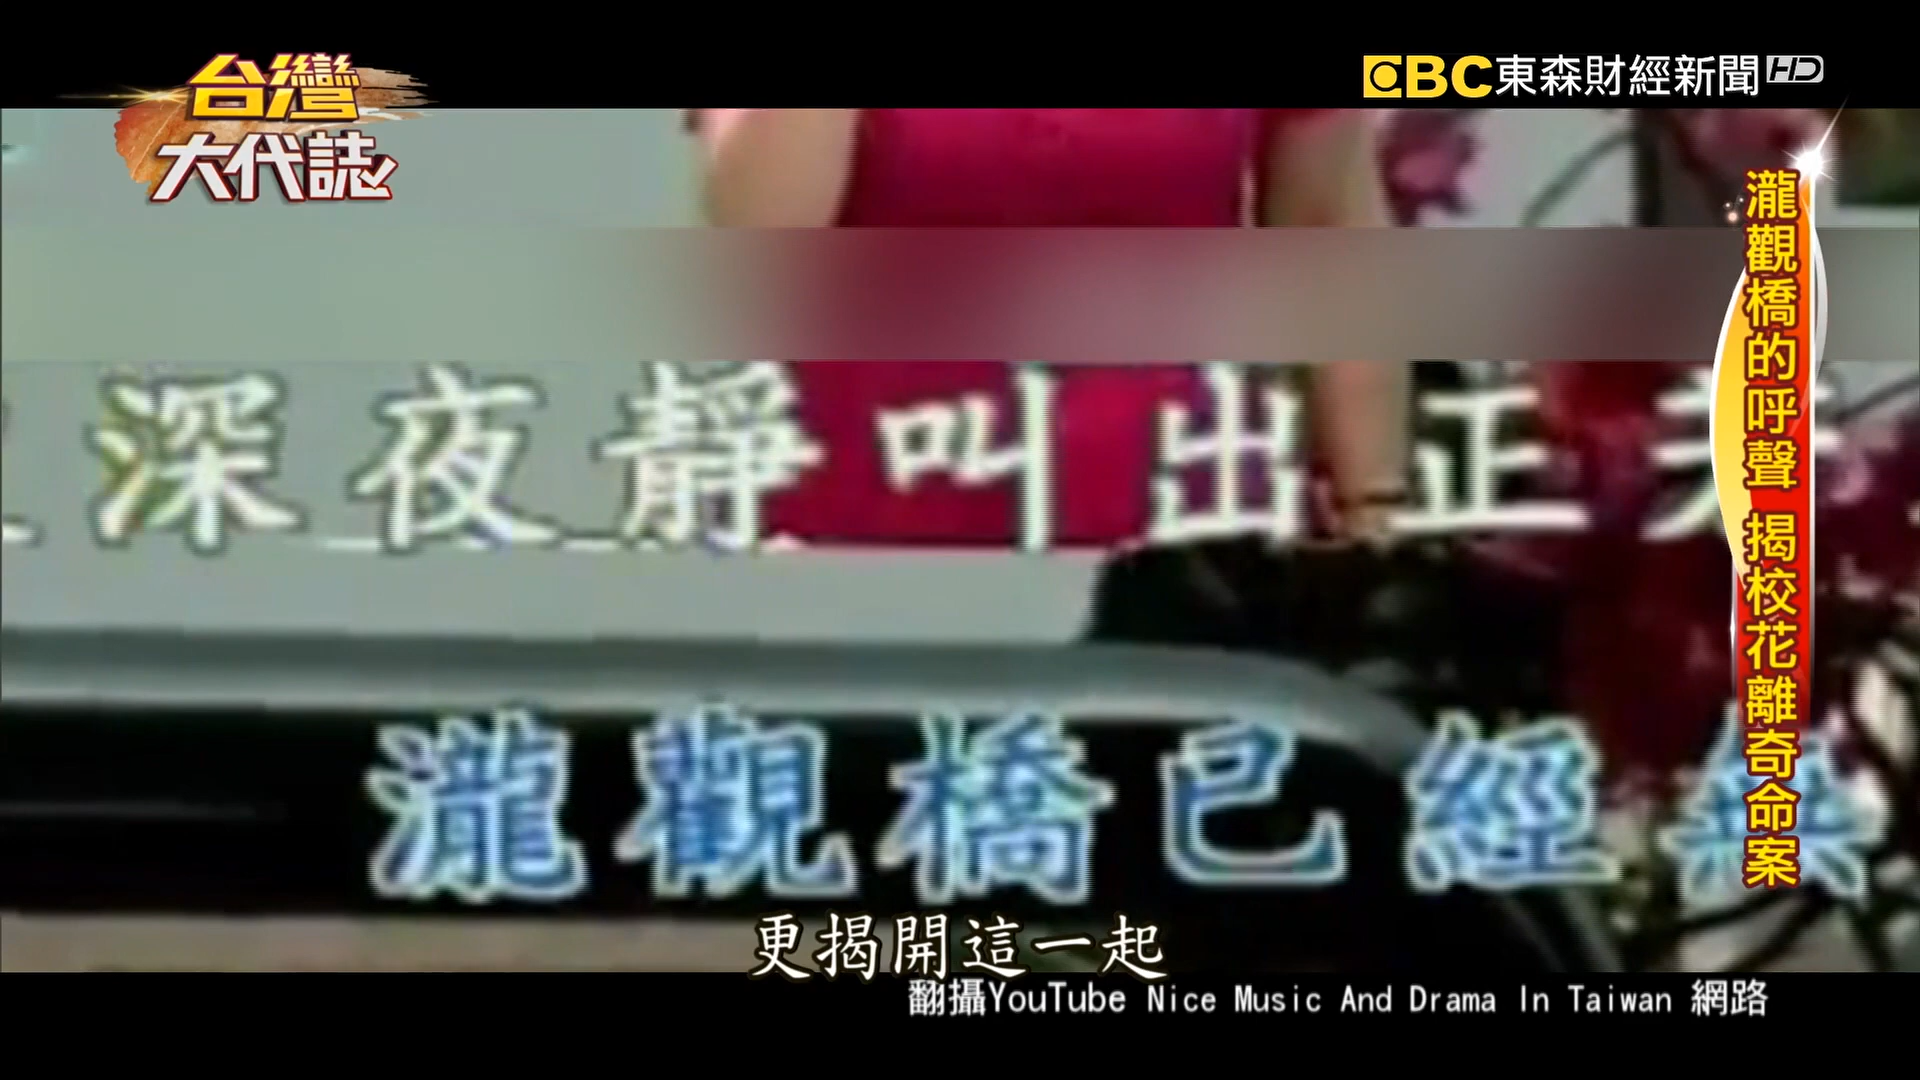 台灣
大代誌
EBC東森財經新聞HD
瀧觀橋的呼聲 揭校花離奇命案
深夜靜叫出正
瀧觀橋已經無
更揭開這一起
翻攝YouTube Nice Music And Drama In Taiwan 網路